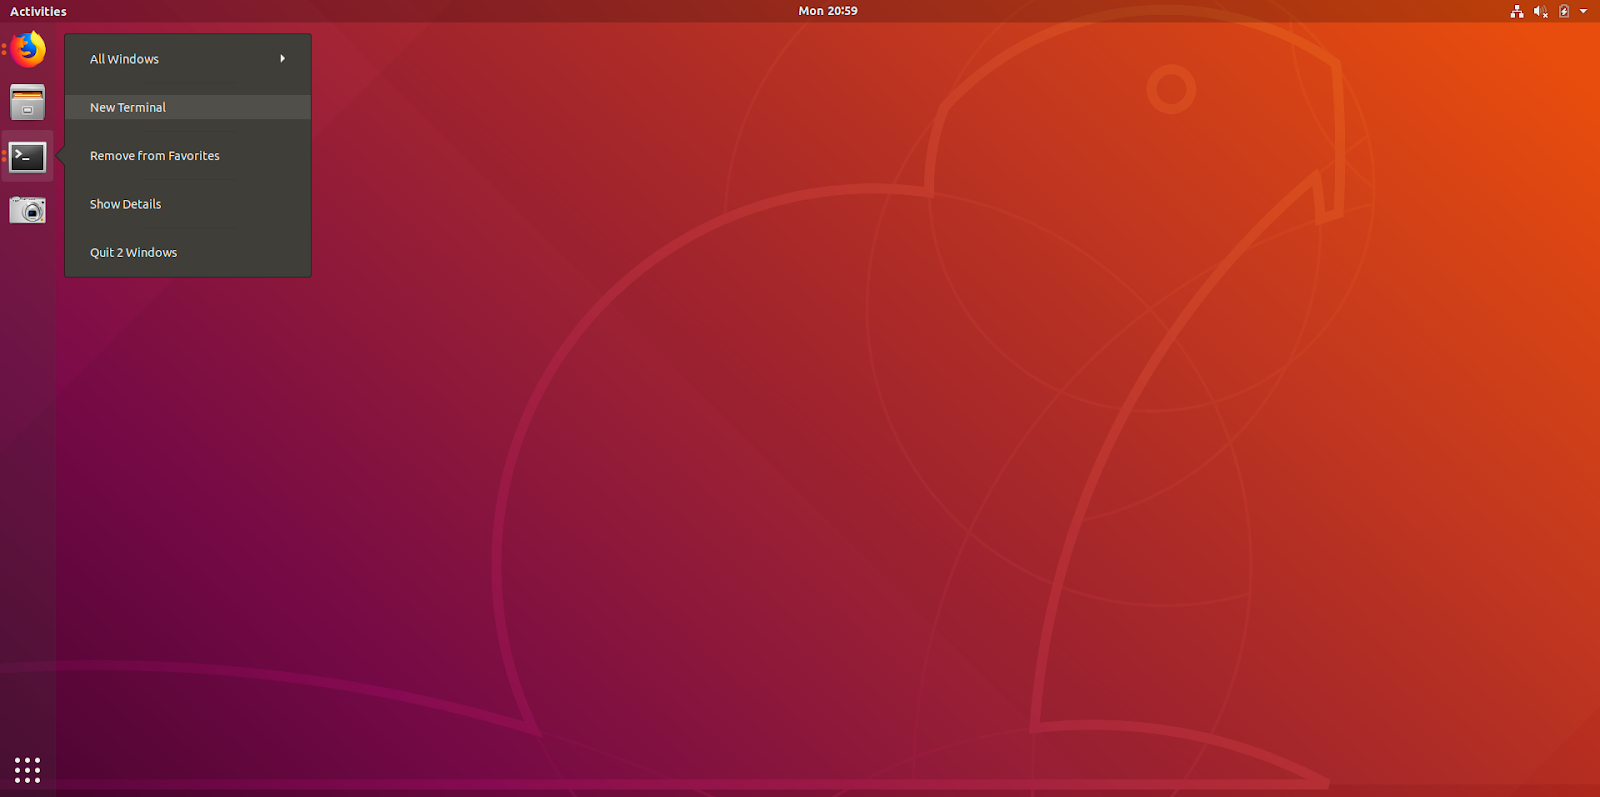 Activities
Mon 20:59
All Windows
New Terminal
Remove from Favorites
Show Details
Quit 2 Windows